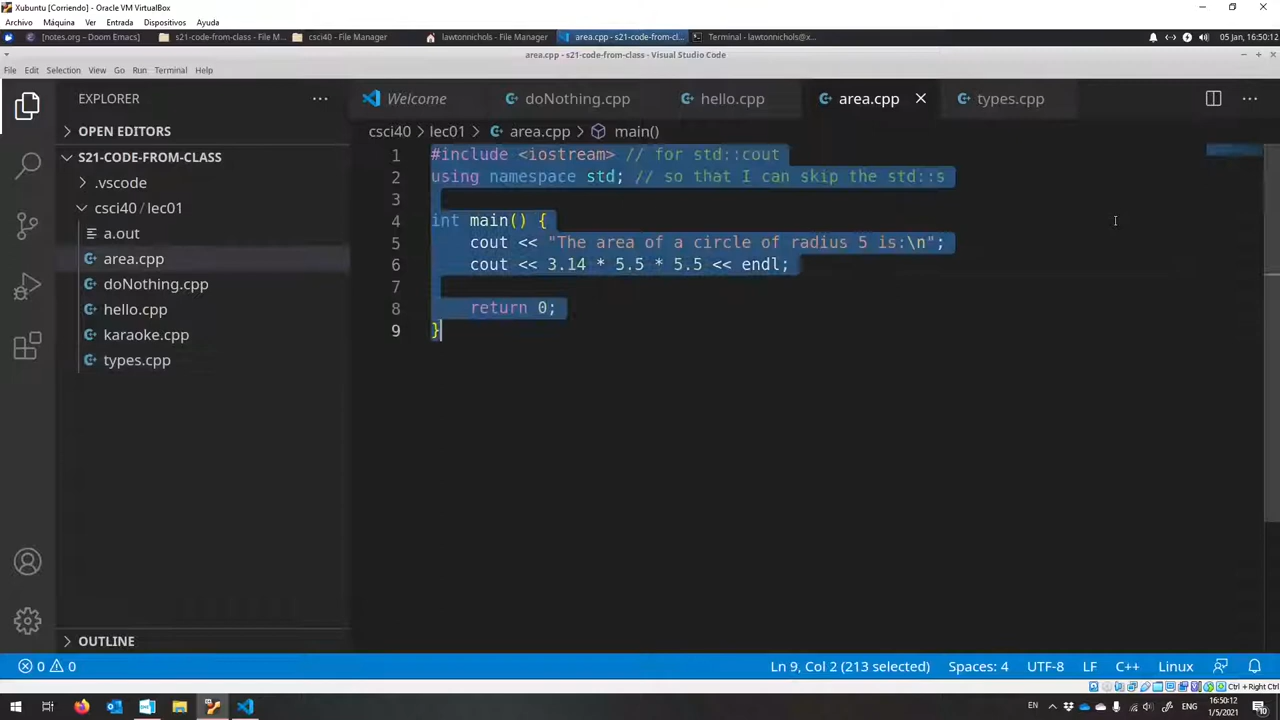 Xubuntu [Corriendo] - Oracle VM VirtualBox
Archivo Máquina Ver Entrada Dispositivos Ayuda
[notes.org ~ Doom Emacs] s21-code-from-class - File M... csci40 - File Manager lawtonnichols - File Manager area.cpp - s21-code-from-cl... Terminal - lawtonnichols@x... 05 Jan, 16:50:12
area.cpp - s21-code-from-class - Visual Studio Code
File Edit Selection View Go Run Terminal Help
EXPLORER ... Welcome doNothing.cpp hello.cpp area.cpp types.cpp ...
OPEN EDITORS
csci40 > lec01 > area.cpp > main()
S21-CODE-FROM-CLASS
.vscode
csci40 / lec01
a.out
area.cpp
doNothing.cpp
hello.cpp
karaoke.cpp
types.cpp
1 #include <iostream> // for std::cout
2 using namespace std; // so that I can skip the std::s
3
4 int main() {
5 cout << "The area of a circle of radius 5 is:\n";
6 cout << 3.14 * 5.5 * 5.5 << endl;
7
8 return 0;
9 }
OUTLINE
0 0 Ln 9, Col 2 (213 selected) Spaces: 4 UTF-8 LF C++ Linux
Ctrl + Right Ctrl
EN ENG 16:50:12
1/5/2021